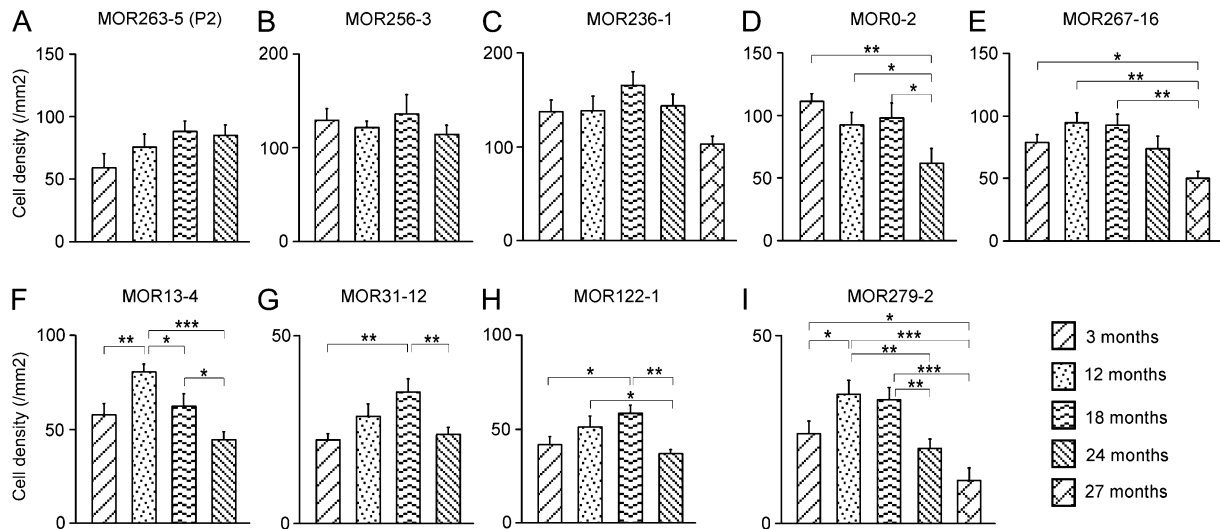 A MOR263-5 (P2)
Cell density (/mm2)
150
100
50
0
B MOR256-3
200
100
0
C MOR236-1
200
100
0
D MOR0-2
150
100
50
0
**
*
*
E MOR267-16
150
100
50
0
*
**
**
F MOR13-4
Cell density (/mm2)
100
50
0
***
** *
*
G MOR31-12
50
0
** **
H MOR122-1
100
50
0
* **
*
I MOR279-2
50
0
*
* ***
**
***
**
3 months
12 months
18 months
24 months
27 months